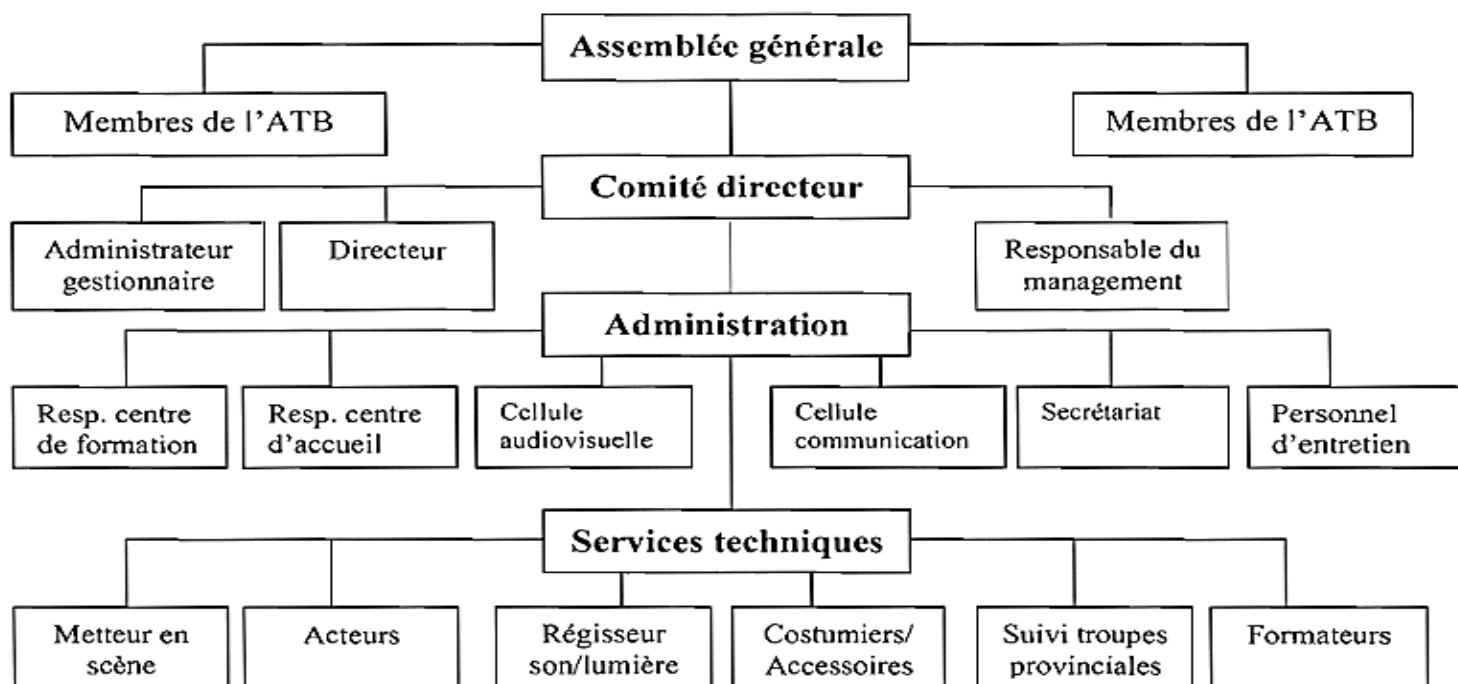 Assemblée générale
Membres de l'ATB
Membres de l'ATB
Comité directeur
Administrateur
gestionnaire
Directeur
Responsable du
management
Administration
Resp. centre
de formation
Resp. centre
d'accueil
Cellule
audiovisuelle
Cellule
communication
Secrétariat
Personnel
d'entretien
Services techniques
Metteur en
scène
Acteurs
Régisseur
son/lumière
Costumiers/
Accessoires
Suivi troupes
provinciales
Formateurs